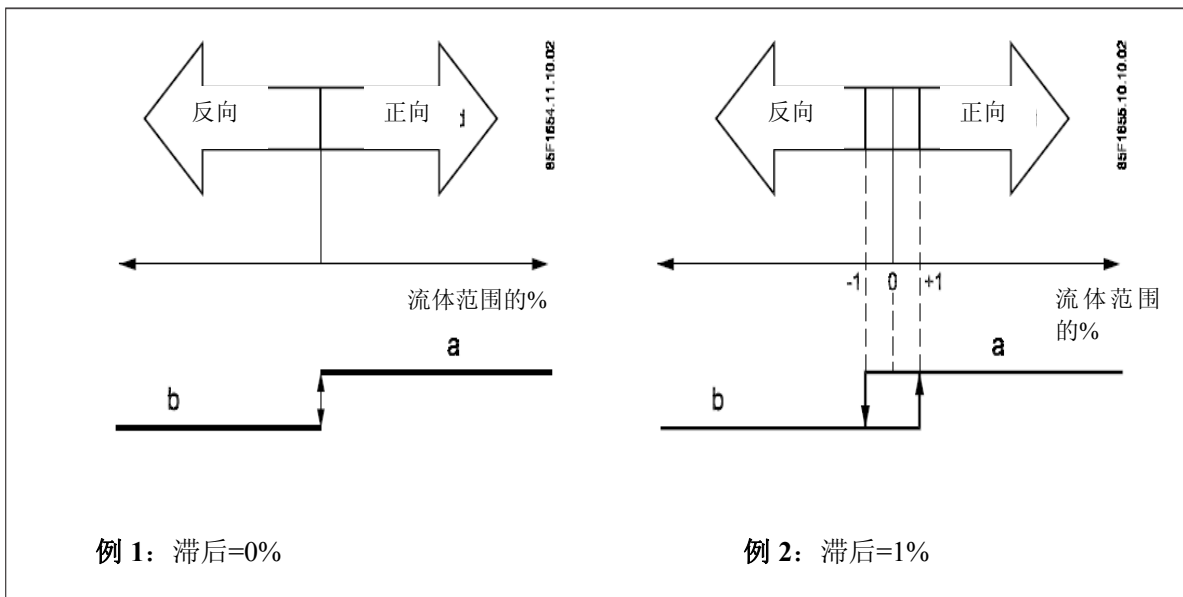 反向
正向
85F1654.11.10.02
流体范围的%
a
b
例 1：滞后=0%
反向
正向
85F1655.10.10.02
-1 0 +1
流体范围
的%
a
b
例 2：滞后=1%